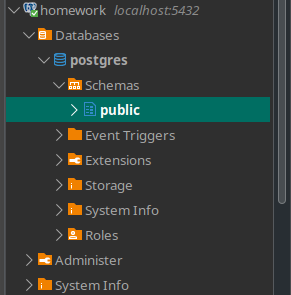 homework localhost:5432
Databases
postgres
Schemas
public
Event Triggers
Extensions
Storage
System Info
Roles
Administer
System Info